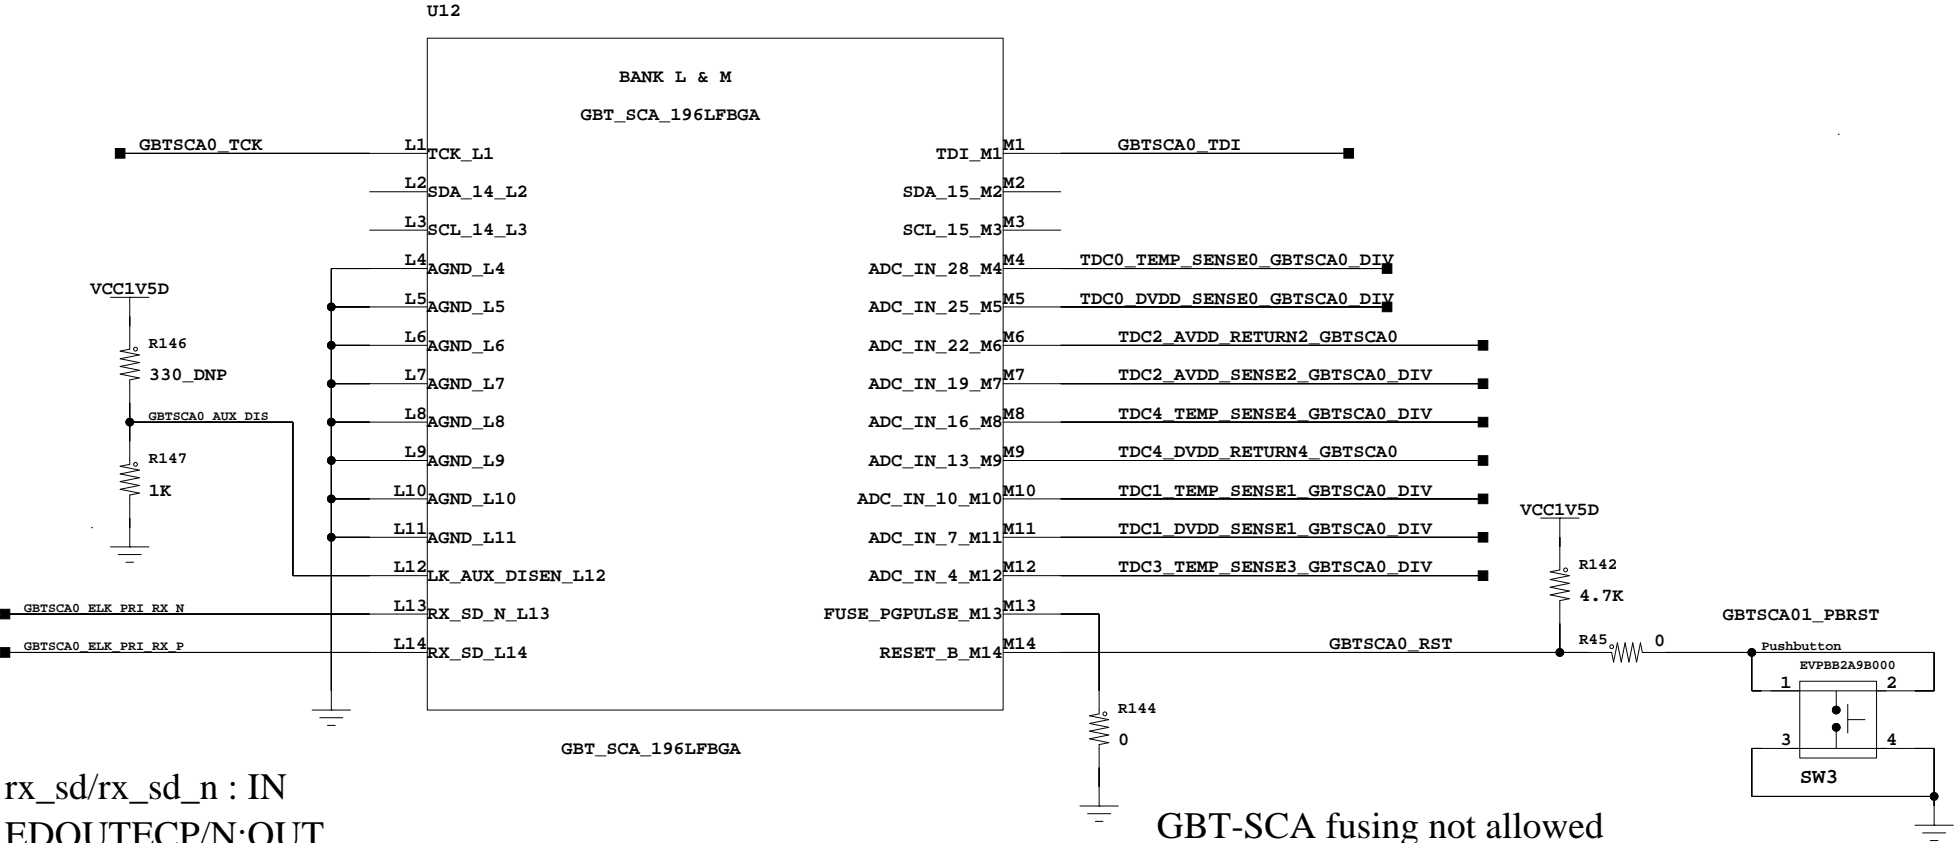 U12
BANK L & M
GBT_SCA_196LFBGA
GBTSCA0_TCK L1 TCK_L1 TDI_M1 M1 GBTSCA0_TDI
L2 SDA_14_L2 SDA_15_M2 M2
L3 SCL_14_L3 SCL_15_M3 M3
L4 AGND_L4 ADC_IN_28_M4 M4 TDC0_TEMP_SENSE0_GBTSCA0_DIV
VCC1V5D
L5 AGND_L5 ADC_IN_25_M5 M5 TDC0_DVDD_SENSE0_GBTSCA0_DIV
R146
L6 AGND_L6 ADC_IN_22_M6 M6 TDC2_AVDD_RETURN2_GBTSCA0
330_DNP
L7 AGND_L7 ADC_IN_19_M7 M7 TDC2_AVDD_SENSE2_GBTSCA0_DIV
GBTSCA0_AUX_DIS
L8 AGND_L8 ADC_IN_16_M8 M8 TDC4_TEMP_SENSE4_GBTSCA0_DIV
R147
L9 AGND_L9 ADC_IN_13_M9 M9 TDC4_DVDD_RETURN4_GBTSCA0
1K
L10 AGND_L10 ADC_IN_10_M10 M10 TDC1_TEMP_SENSE1_GBTSCA0_DIV
VCC1V5D
L11 AGND_L11 ADC_IN_7_M11 M11 TDC1_DVDD_SENSE1_GBTSCA0_DIV
R142
L12 LK_AUX_DISEN_L12 ADC_IN_4_M12 M12 TDC3_TEMP_SENSE3_GBTSCA0_DIV
4.7K
GBTSCA0_ELK_PRI_RX_N L13 RX_SD_N_L13 FUSE_PGPULSE_M13 M13
GBTSCA01_PBRST
GBTSCA0_ELK_PRI_RX_P L14 RX_SD_L14 RESET_B_M14 M14 GBTSCA0_RST R45 0
Pushbutton
EVPBB2A9B000
1 2
R144
0
3 4
SW3
GBT_SCA_196LFBGA
rx_sd/rx_sd_n : IN
EDOUTECP/N:OUT
GBT-SCA fusing not allowed